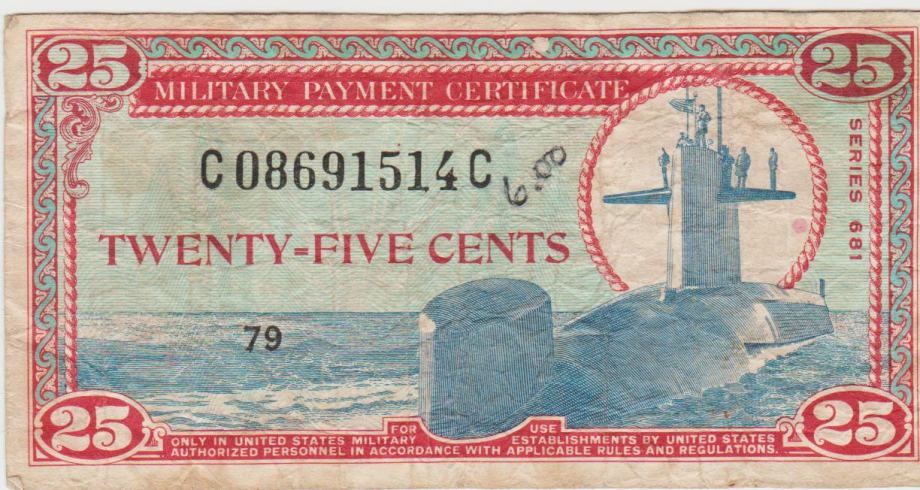 25 25
MILITARY PAYMENT CERTIFICATE
SERIES 681
C08691514C
6.00
TWENTY-FIVE CENTS
79
25 25
FOR USE
ONLY IN UNITED STATES MILITARY ESTABLISHMENTS BY UNITED STATES
AUTHORIZED PERSONNEL IN ACCORDANCE WITH APPLICABLE RULES AND REGULATIONS.